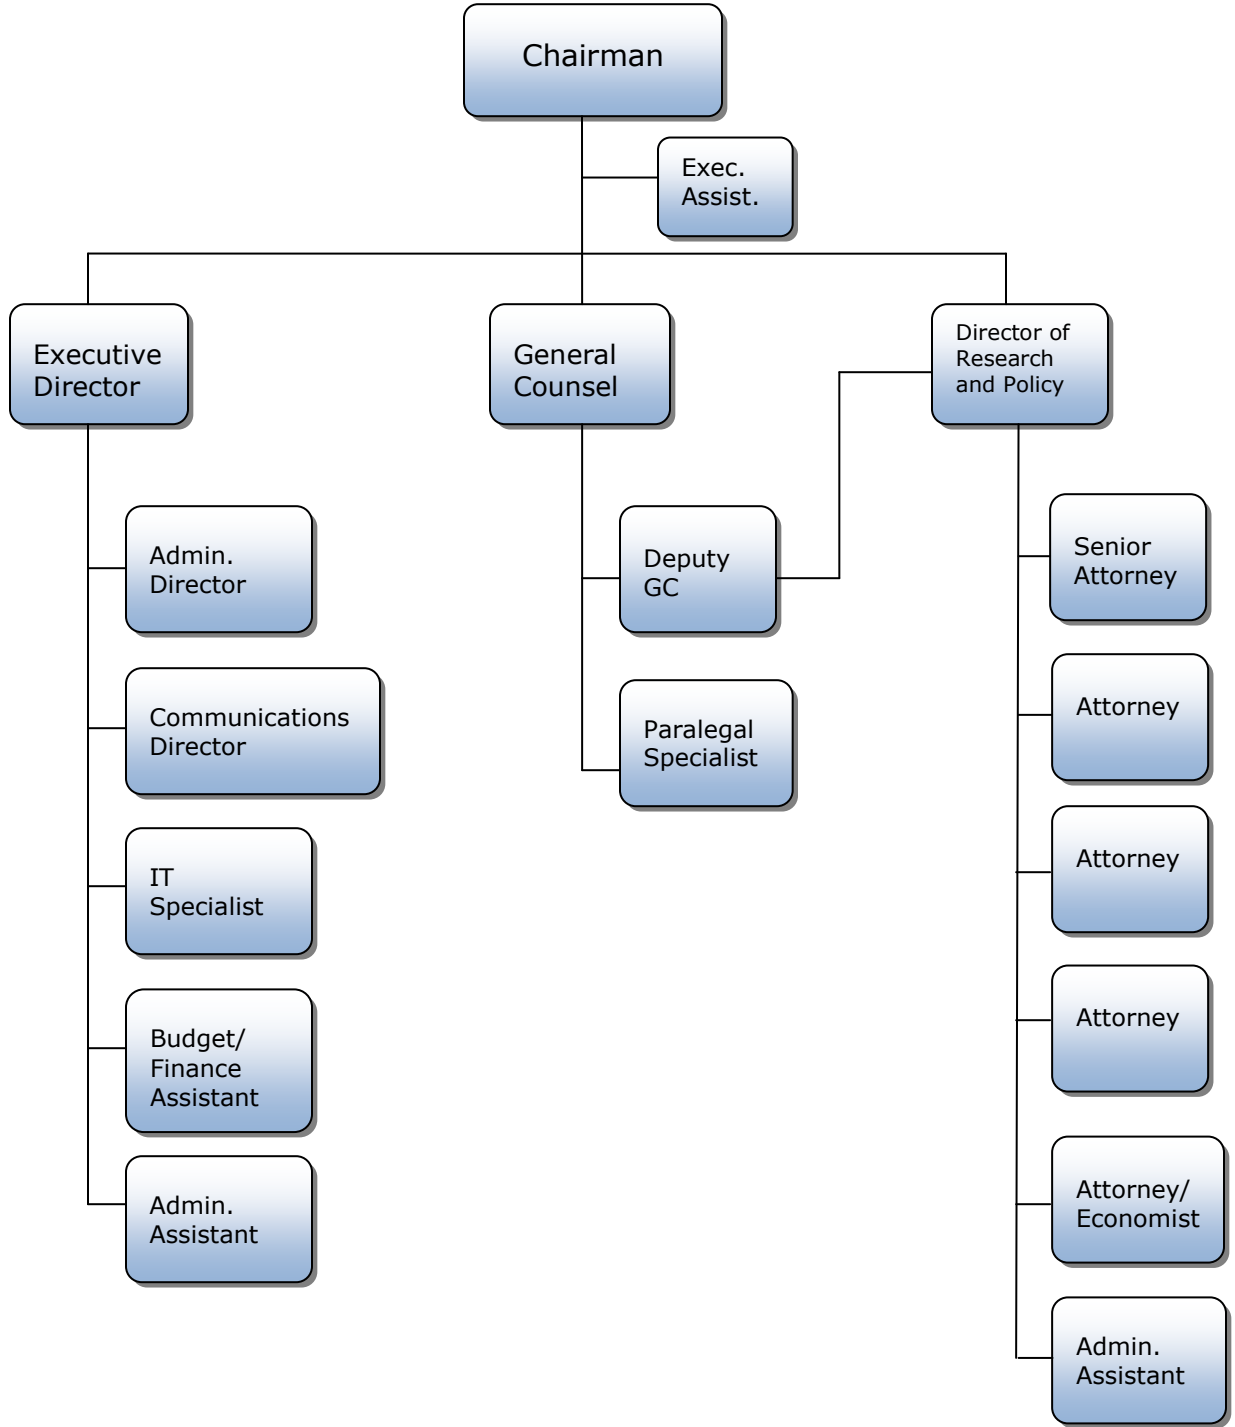 Chairman
Exec.
Assist.
Executive
Director
General
Counsel
Director of
Research
and Policy
Admin.
Director
Communications
Director
IT
Specialist
Budget/
Finance
Assistant
Admin.
Assistant
Deputy
GC
Paralegal
Specialist
Senior
Attorney
Attorney
Attorney
Attorney
Attorney/
Economist
Admin.
Assistant